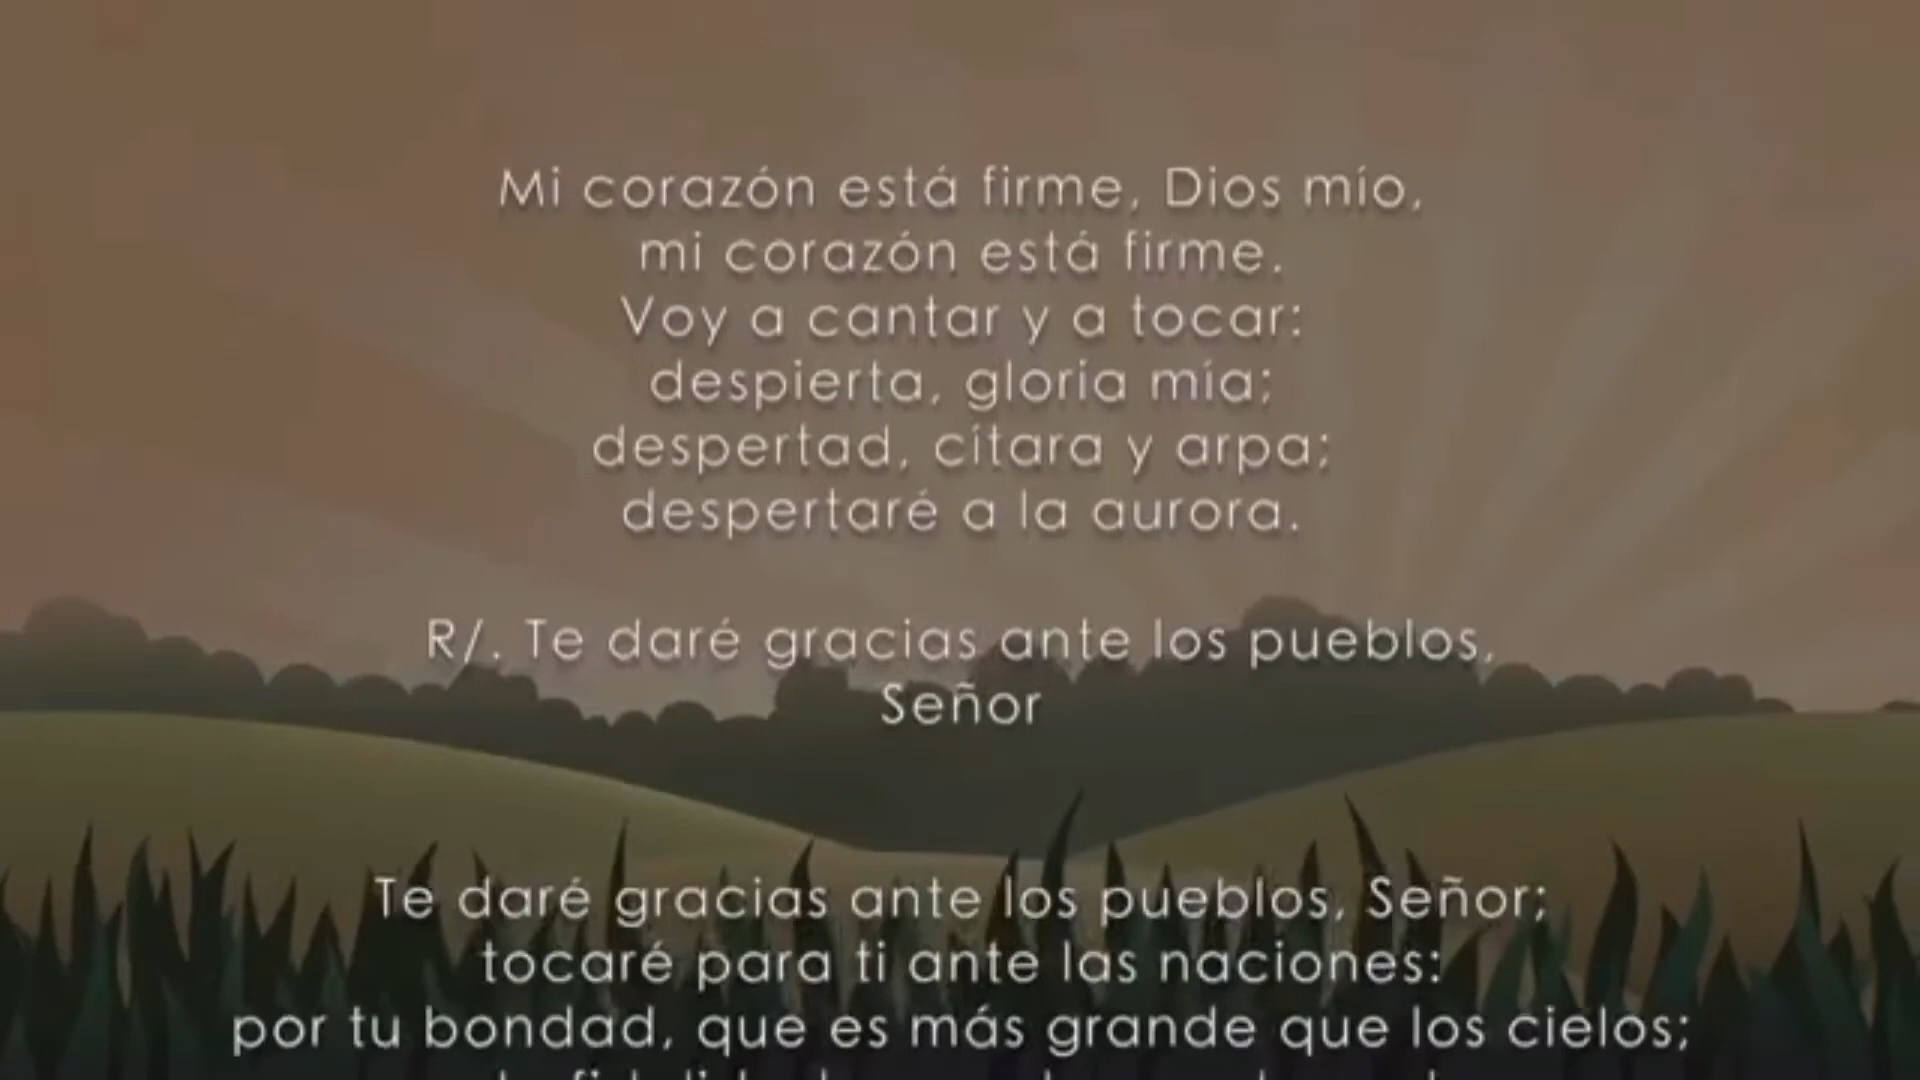 Mi corazón está firme, Dios mío,
mi corazón está firme.
Voy a cantar y a tocar:
despierta, gloria mía;
despertad, cítara y arpa;
despertaré a la aurora.
R/. Te daré gracias ante los pueblos,
Señor
Te daré gracias ante los pueblos, Señor;
tocaré para ti ante las naciones:
por tu bondad, que es más grande que los cielos;